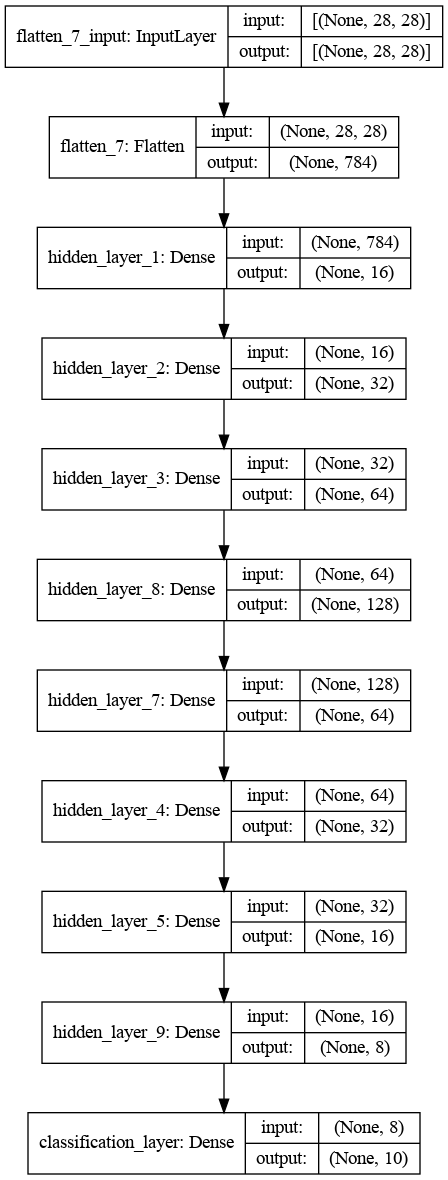 flatten_7_input: InputLayer
input: [(None, 28, 28)]
output: [(None, 28, 28)]
flatten_7: Flatten
input: (None, 28, 28)
output: (None, 784)
hidden_layer_1: Dense
input: (None, 784)
output: (None, 16)
hidden_layer_2: Dense
input: (None, 16)
output: (None, 32)
hidden_layer_3: Dense
input: (None, 32)
output: (None, 64)
hidden_layer_8: Dense
input: (None, 64)
output: (None, 128)
hidden_layer_7: Dense
input: (None, 128)
output: (None, 64)
hidden_layer_4: Dense
input: (None, 64)
output: (None, 32)
hidden_layer_5: Dense
input: (None, 32)
output: (None, 16)
hidden_layer_9: Dense
input: (None, 16)
output: (None, 8)
classification_layer: Dense
input: (None, 8)
output: (None, 10)